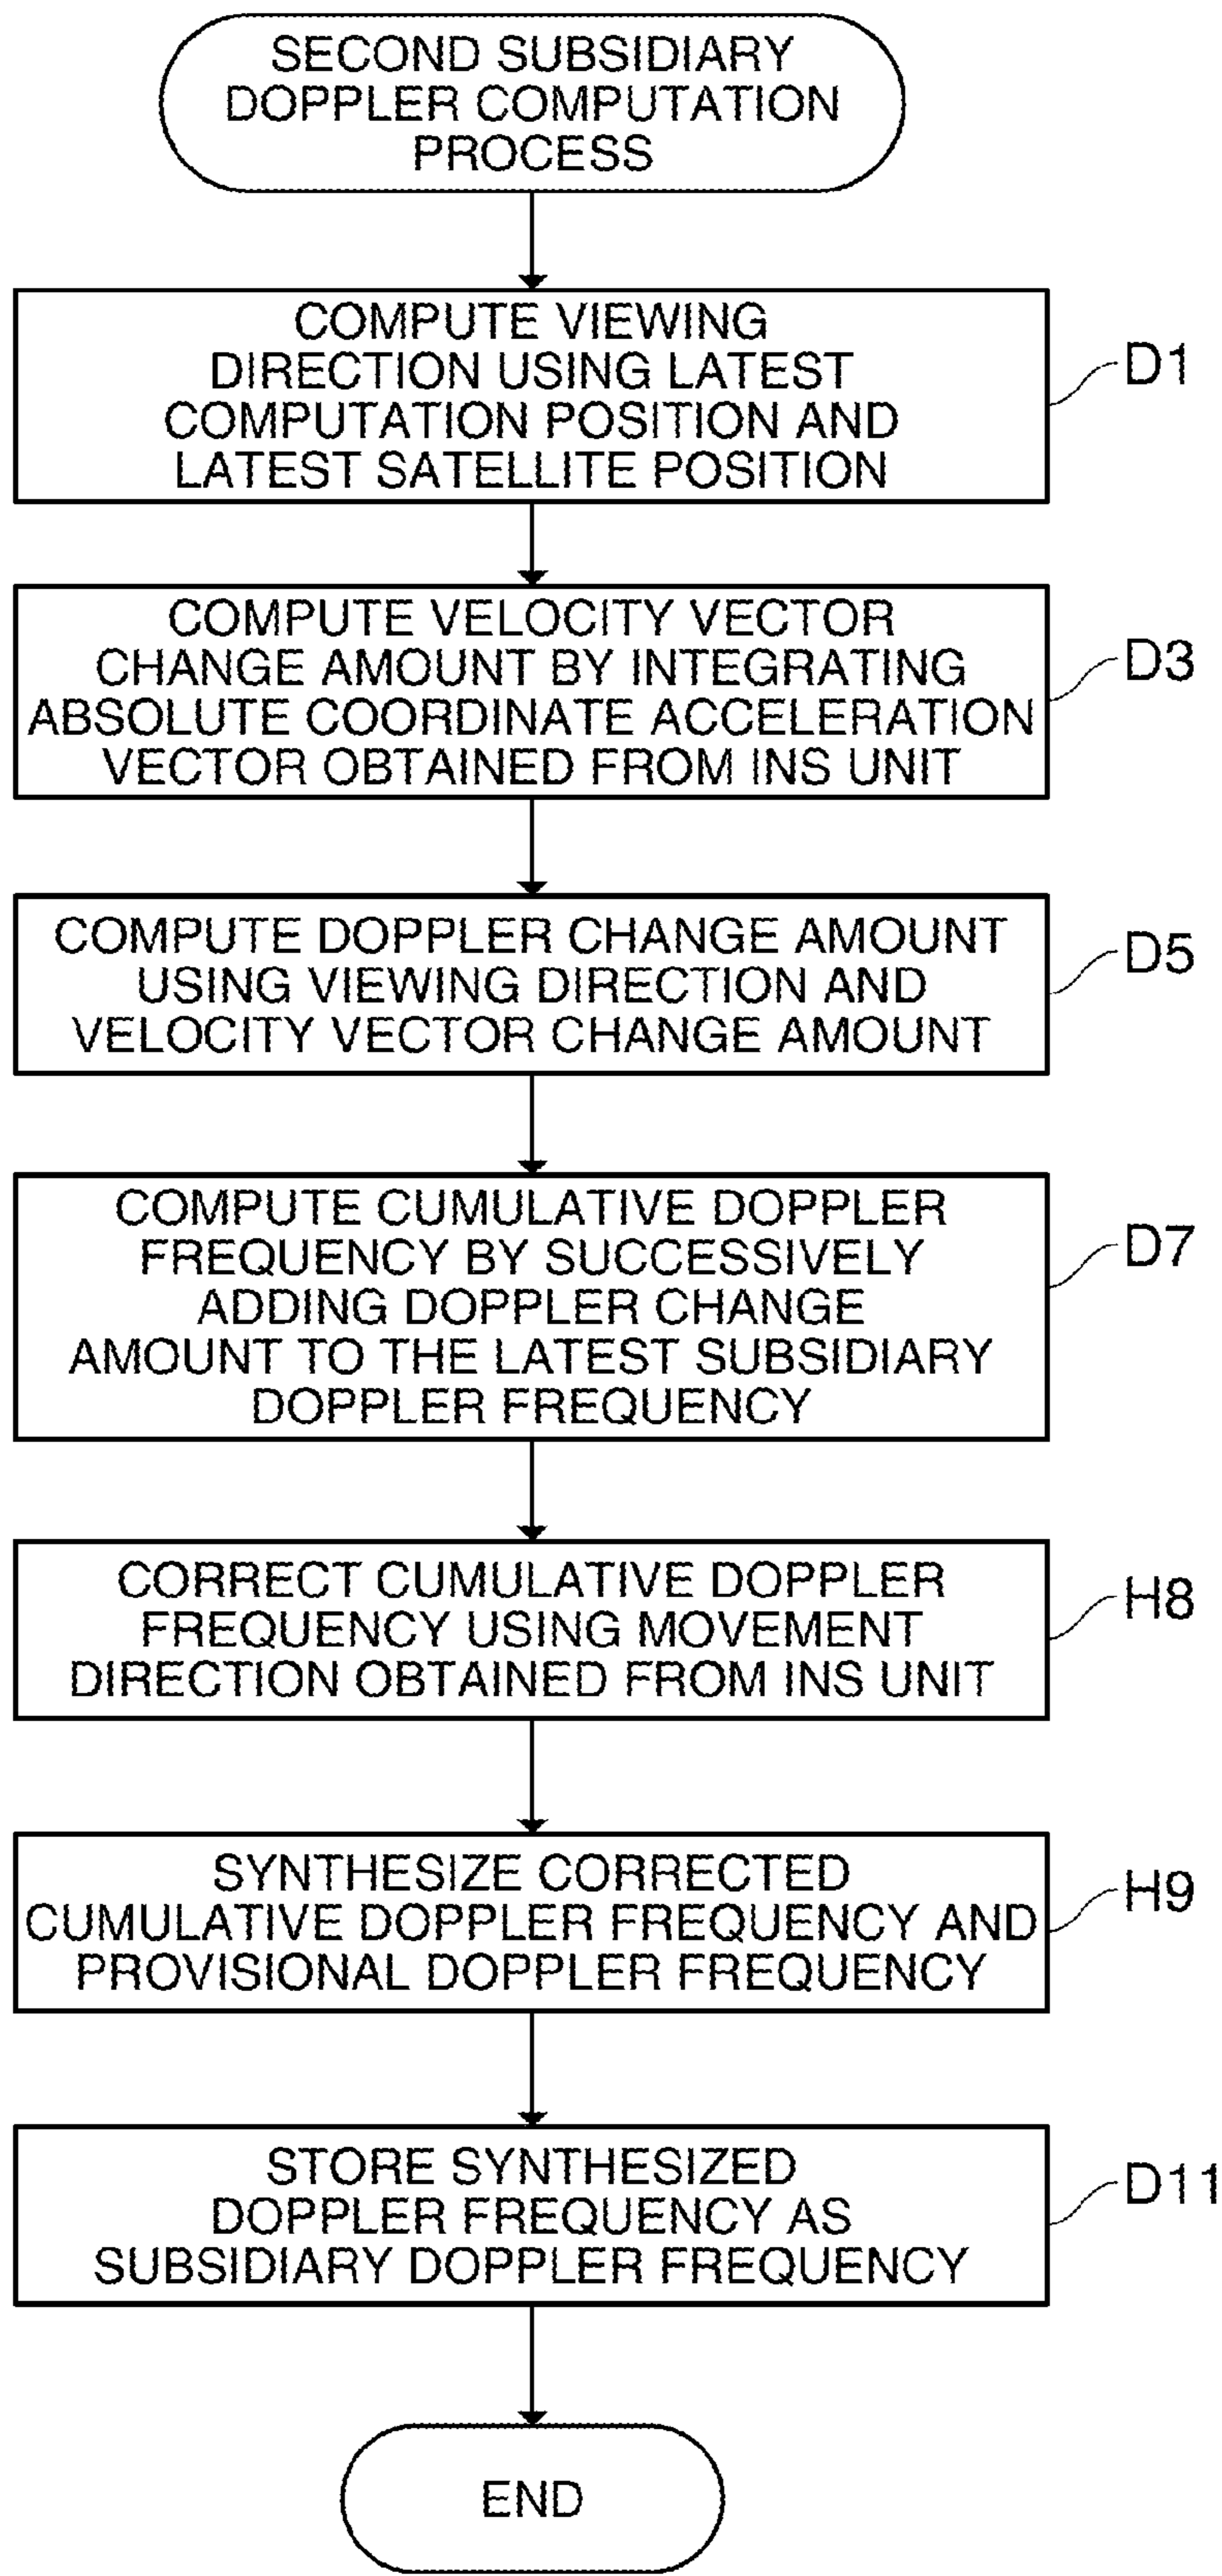 SECOND SUBSIDIARY
DOPPLER COMPUTATION
PROCESS
COMPUTE VIEWING
DIRECTION USING LATEST
COMPUTATION POSITION AND
LATEST SATELLITE POSITION
D1
COMPUTE VELOCITY VECTOR
CHANGE AMOUNT BY INTEGRATING
ABSOLUTE COORDINATE ACCELERATION
VECTOR OBTAINED FROM INS UNIT
D3
COMPUTE DOPPLER CHANGE AMOUNT
USING VIEWING DIRECTION AND
VELOCITY VECTOR CHANGE AMOUNT
D5
COMPUTE CUMULATIVE DOPPLER
FREQUENCY BY SUCCESSIVELY
ADDING DOPPLER CHANGE
AMOUNT TO THE LATEST SUBSIDIARY
DOPPLER FREQUENCY
D7
CORRECT CUMULATIVE DOPPLER
FREQUENCY USING MOVEMENT
DIRECTION OBTAINED FROM INS UNIT
H8
SYNTHESIZE CORRECTED
CUMULATIVE DOPPLER FREQUENCY AND
PROVISIONAL DOPPLER FREQUENCY
H9
STORE SYNTHESIZED
DOPPLER FREQUENCY AS
SUBSIDIARY DOPPLER FREQUENCY
D11
END